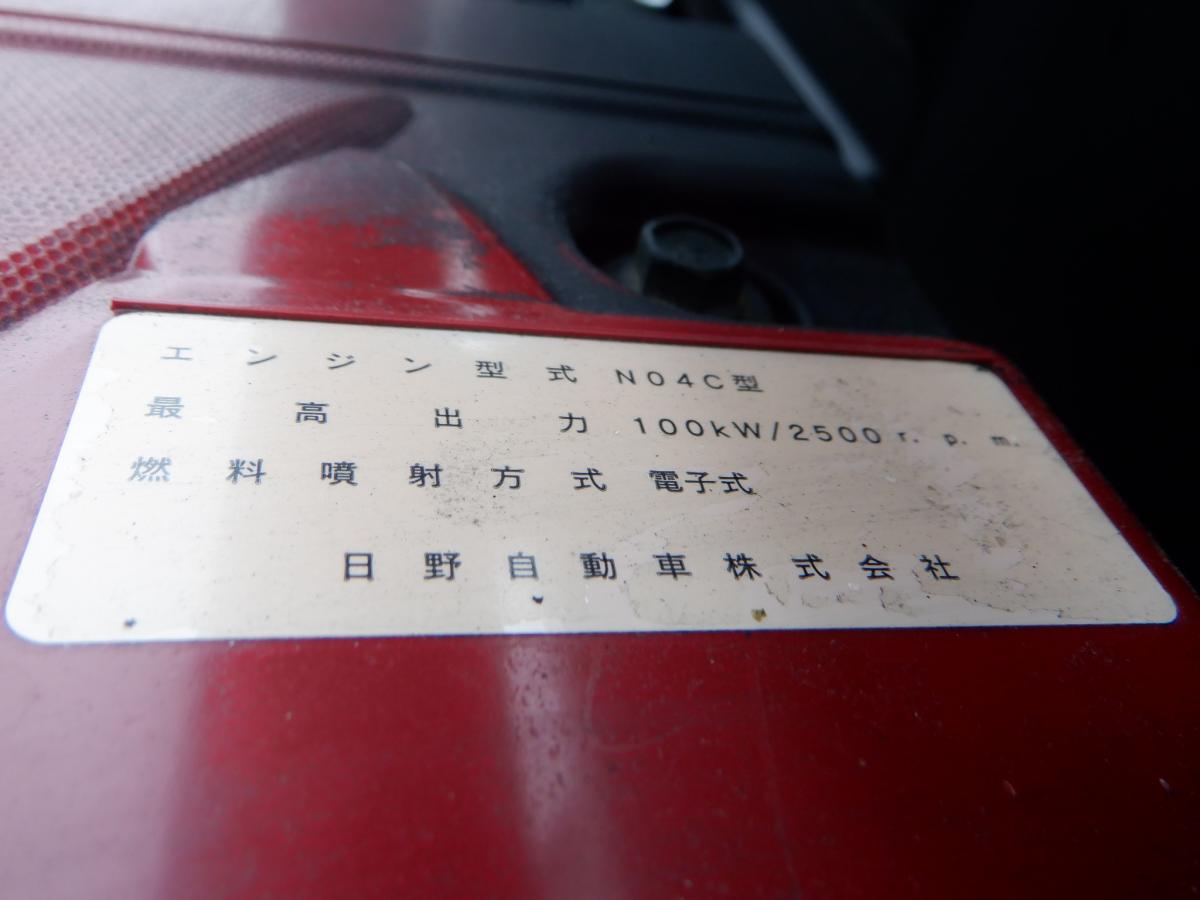 エンジン型式 N04C型
最高出力 100kW/2500r.p.m.
燃料噴射方式 電子式
日野自動車株式会社